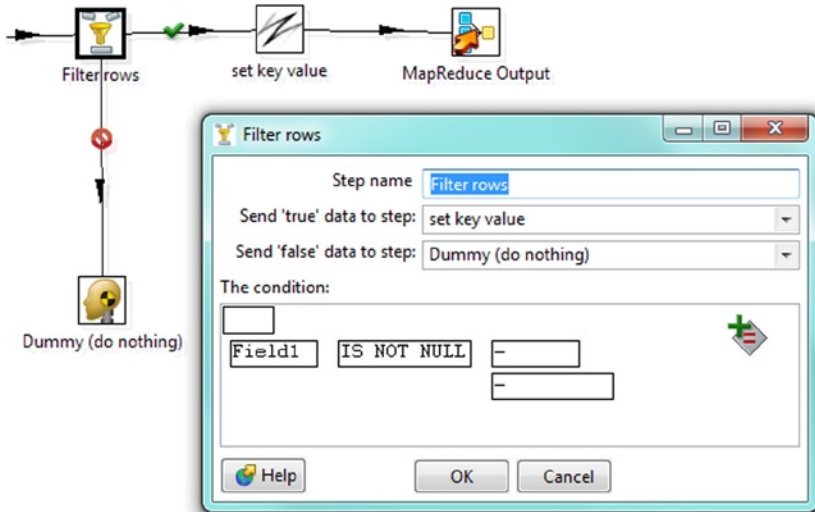 Filter rows
set key value
MapReduce Output
Dummy (do nothing)
Filter rows
Step name Filter rows
Send 'true' data to step: set key value
Send 'false' data to step: Dummy (do nothing)
The condition:
Field1 IS NOT NULL -
-
Help OK Cancel